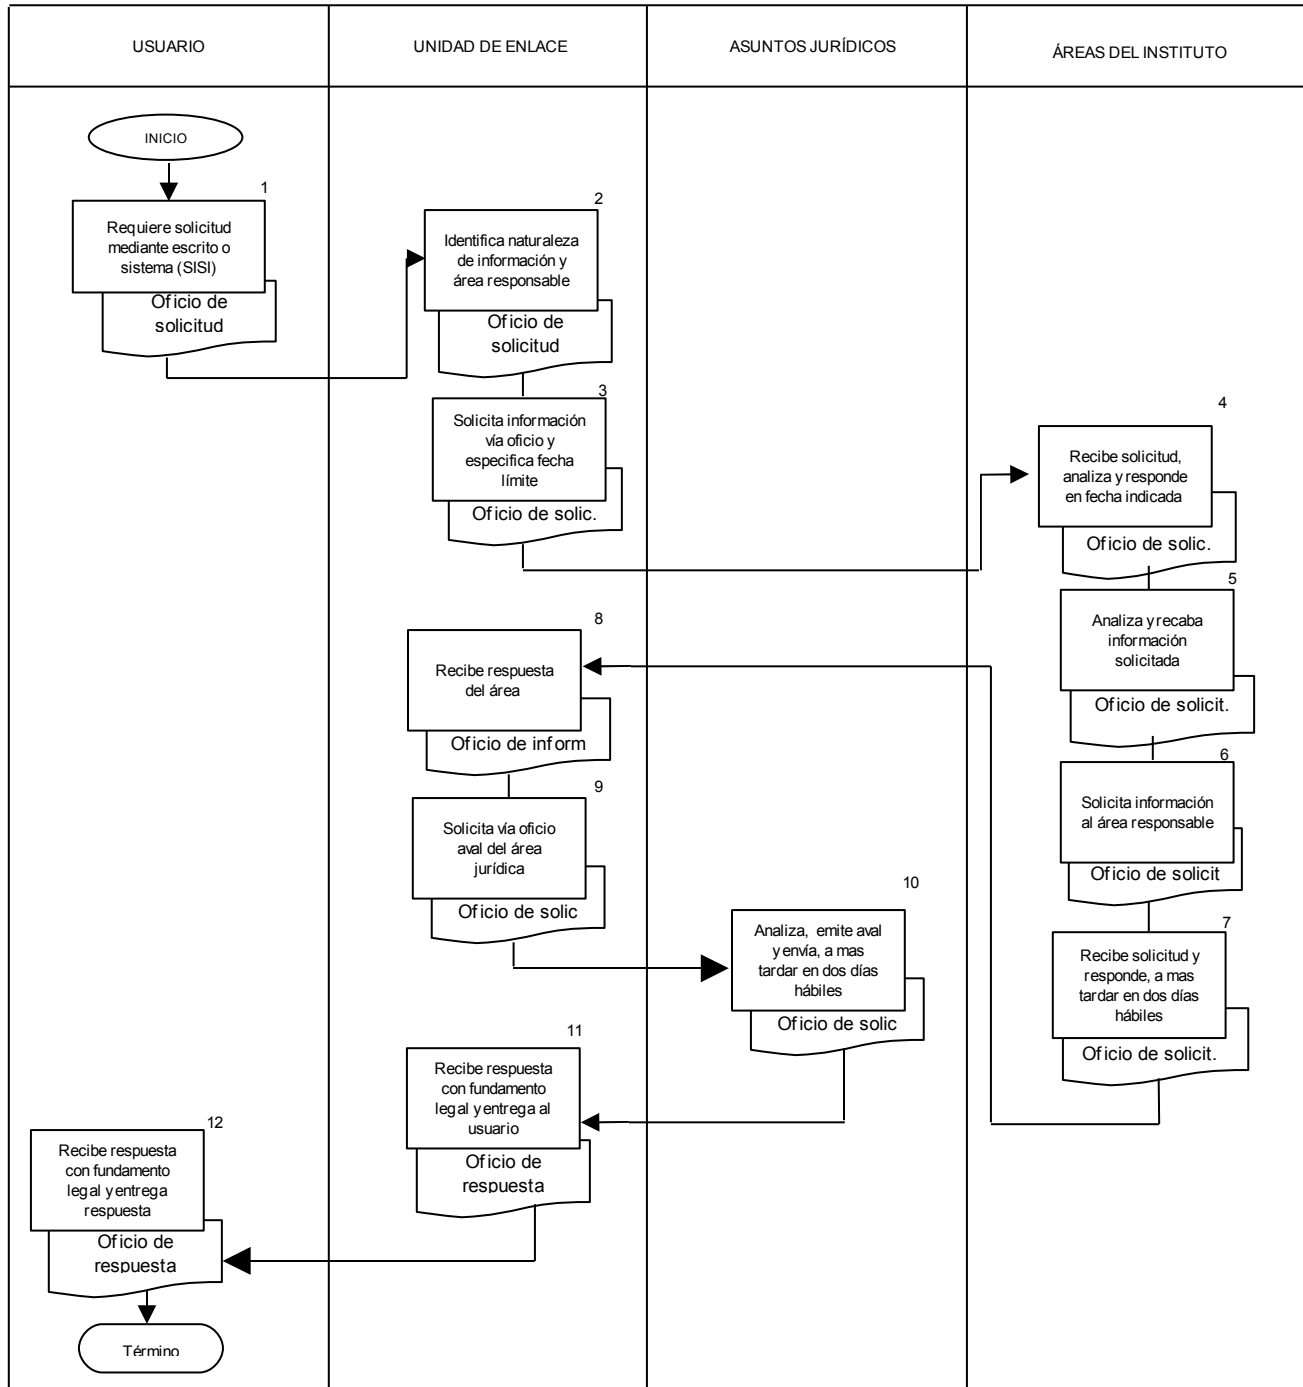 USUARIO
UNIDAD DE ENLACE
ASUNTOS JURÍDICOS
ÁREAS DEL INSTITUTO
INICIO
1
Requiere solicitud
mediante escrito o
sistema (SISI)
Oficio de
solicitud
2
Identifica naturaleza
de información y
área responsable
Oficio de
solicitud
3
Solicita información
vía oficio y
especifica fecha
límite
Oficio de solic.
4
Recibe solicitud,
analiza y responde
en fecha indicada
Oficio de solic.
5
Analiza y recaba
información
solicitada
Oficio de solicit.
6
Solicita información
al área responsable
Oficio de solicit
7
Recibe solicitud y
responde, a mas
tardar en dos días
hábiles
Oficio de solicit.
8
Recibe respuesta
del área
Oficio de inform
9
Solicita vía oficio
aval del área
jurídica
Oficio de solic
10
Analiza, emite aval
y envía, a mas
tardar en dos días
hábiles
Oficio de solic
11
Recibe respuesta
con fundamento
legal y entrega al
usuario
Oficio de
respuesta
12
Recibe respuesta
con fundamento
legal y entrega
respuesta
Oficio de
respuesta
Término